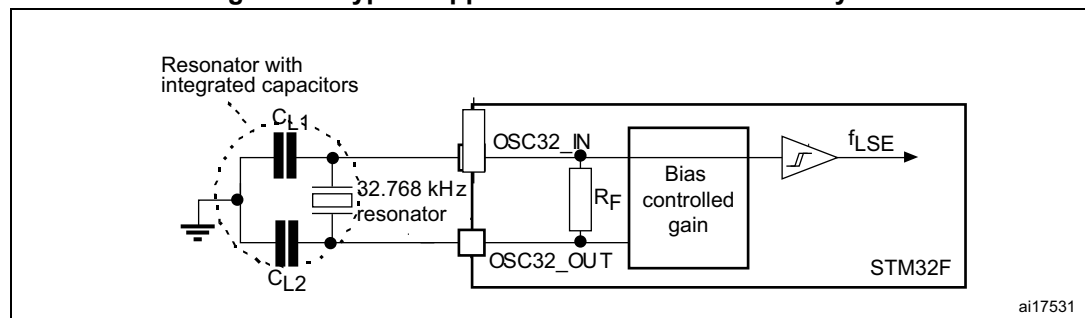 Resonator with
integrated capacitors
CL1
OSC32_IN
fLSE
32.768 kHz
resonator
RF
Bias
controlled
gain
OSC32_OUT
STM32F
CL2
ai17531